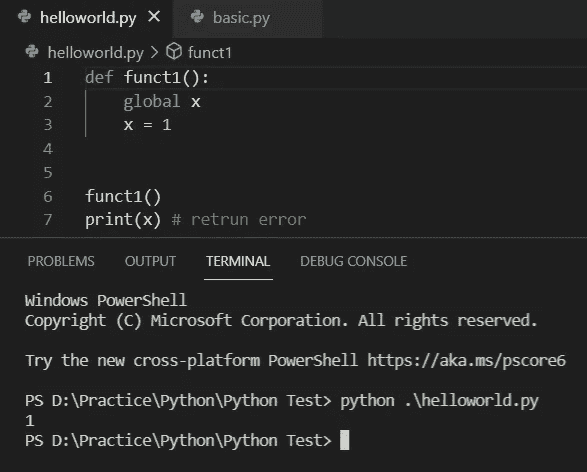 helloworld.py × basic.py
helloworld.py > funct1
1 def funct1():
2 global x
3 x = 1
4
5
6 funct1()
7 print(x) # retrun error
PROBLEMS OUTPUT TERMINAL DEBUG CONSOLE
Windows PowerShell
Copyright (C) Microsoft Corporation. All rights reserved.
Try the new cross-platform PowerShell https://aka.ms/pscore6
PS D:\Practice\Python\Python Test> python .\helloworld.py
1
PS D:\Practice\Python\Python Test>